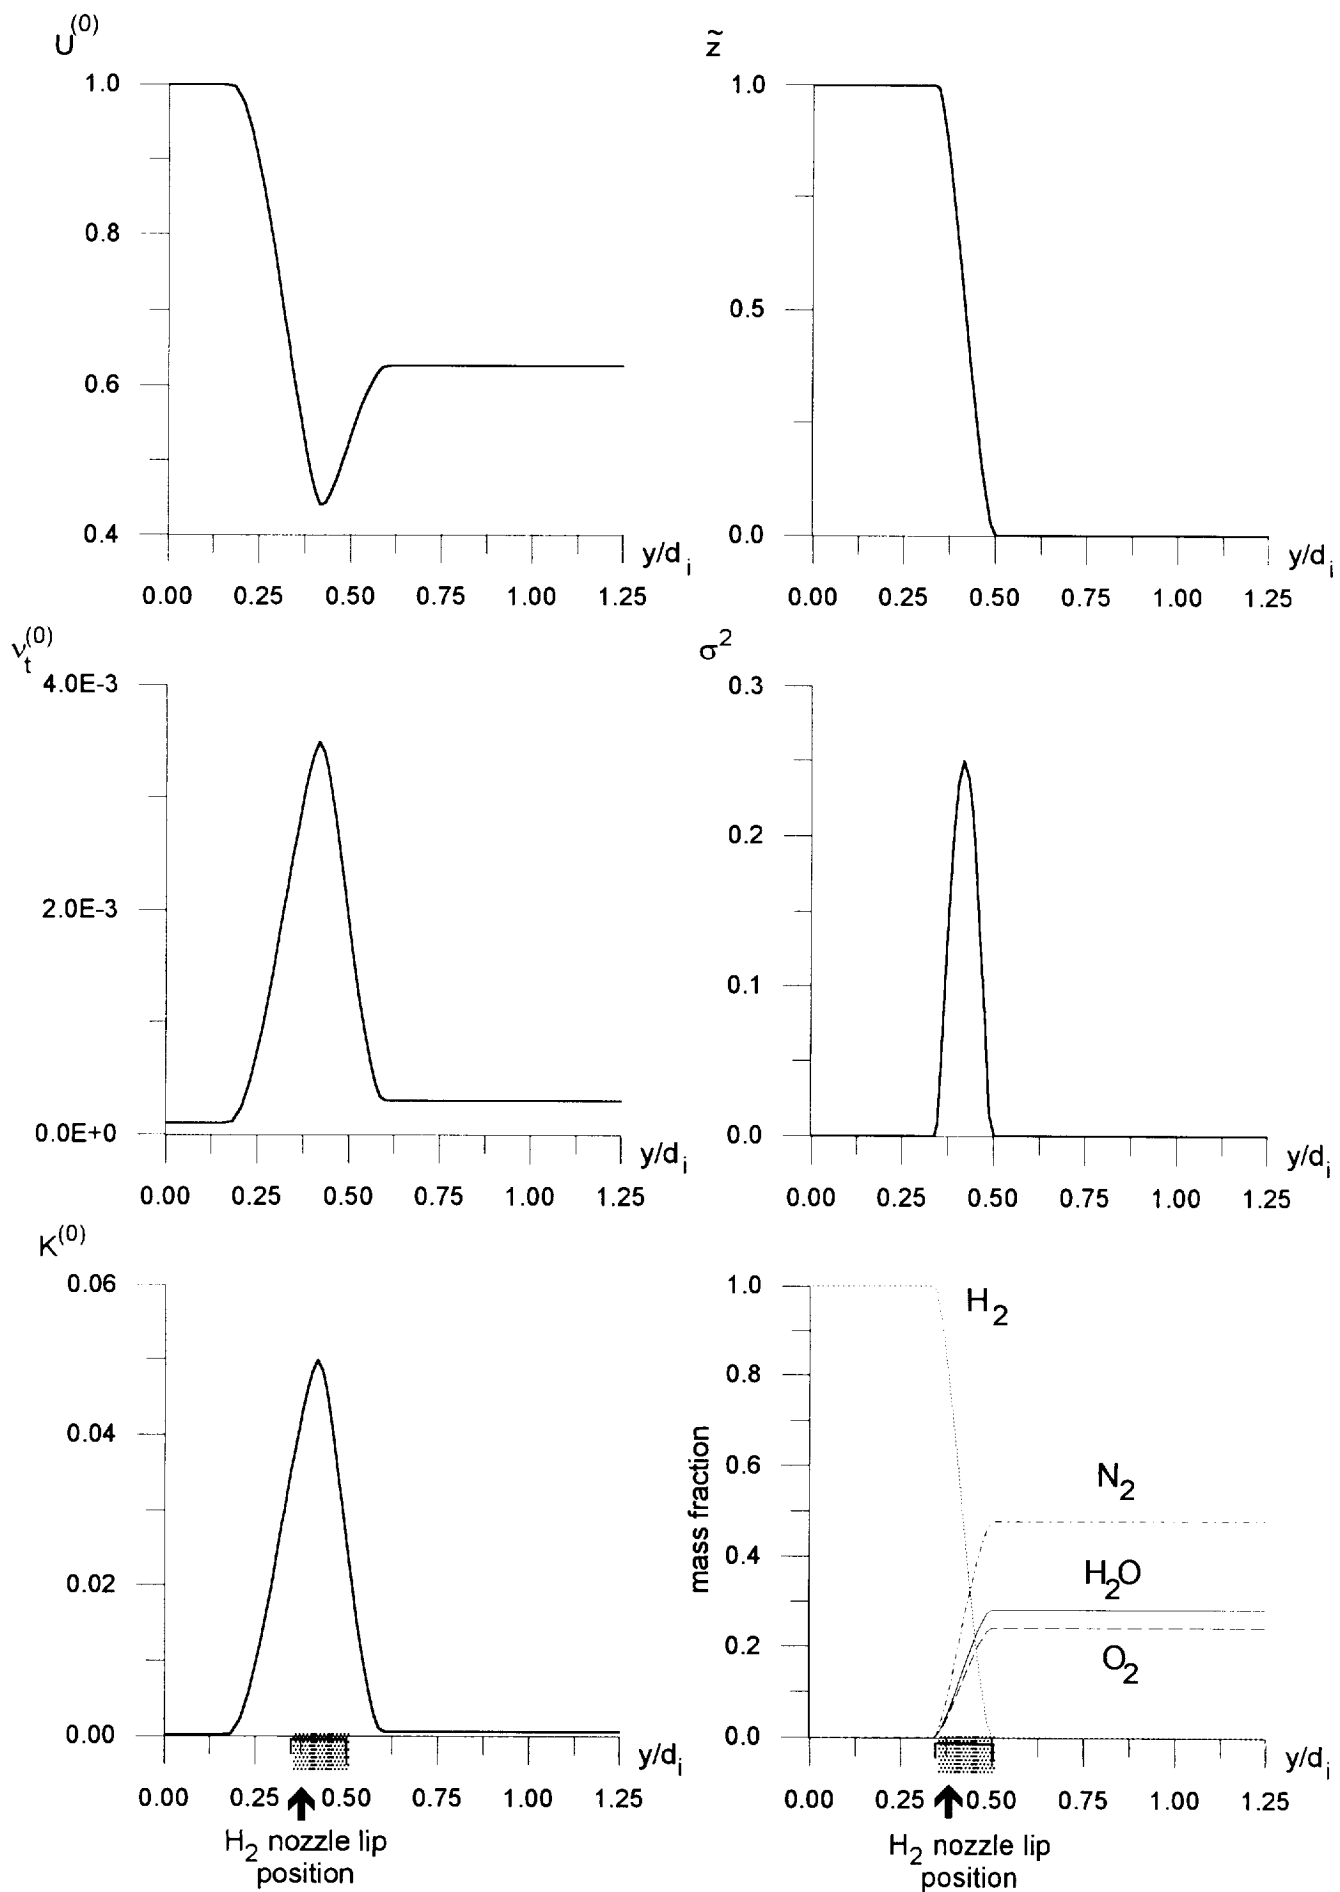 U^(0)
1.0
0.8
0.6
0.4
0.00 0.25 0.50 0.75 1.00 1.25
y/d_i
z̃
1.0
0.5
0.0
0.00 0.25 0.50 0.75 1.00 1.25
y/d_i
ν_t^(0)
4.0E-3
2.0E-3
0.0E+0
0.00 0.25 0.50 0.75 1.00 1.25
y/d_i
σ²
0.3
0.2
0.1
0.0
0.00 0.25 0.50 0.75 1.00 1.25
y/d_i
K^(0)
0.06
0.04
0.02
0.00
0.00 0.25 0.50 0.75 1.00 1.25
y/d_i
H₂ nozzle lip
position
mass fraction
1.0
0.8
0.6
0.4
0.2
0.0
H₂
N₂
H₂O
O₂
0.00 0.25 0.50 0.75 1.00 1.25
y/d_i
H₂ nozzle lip
position